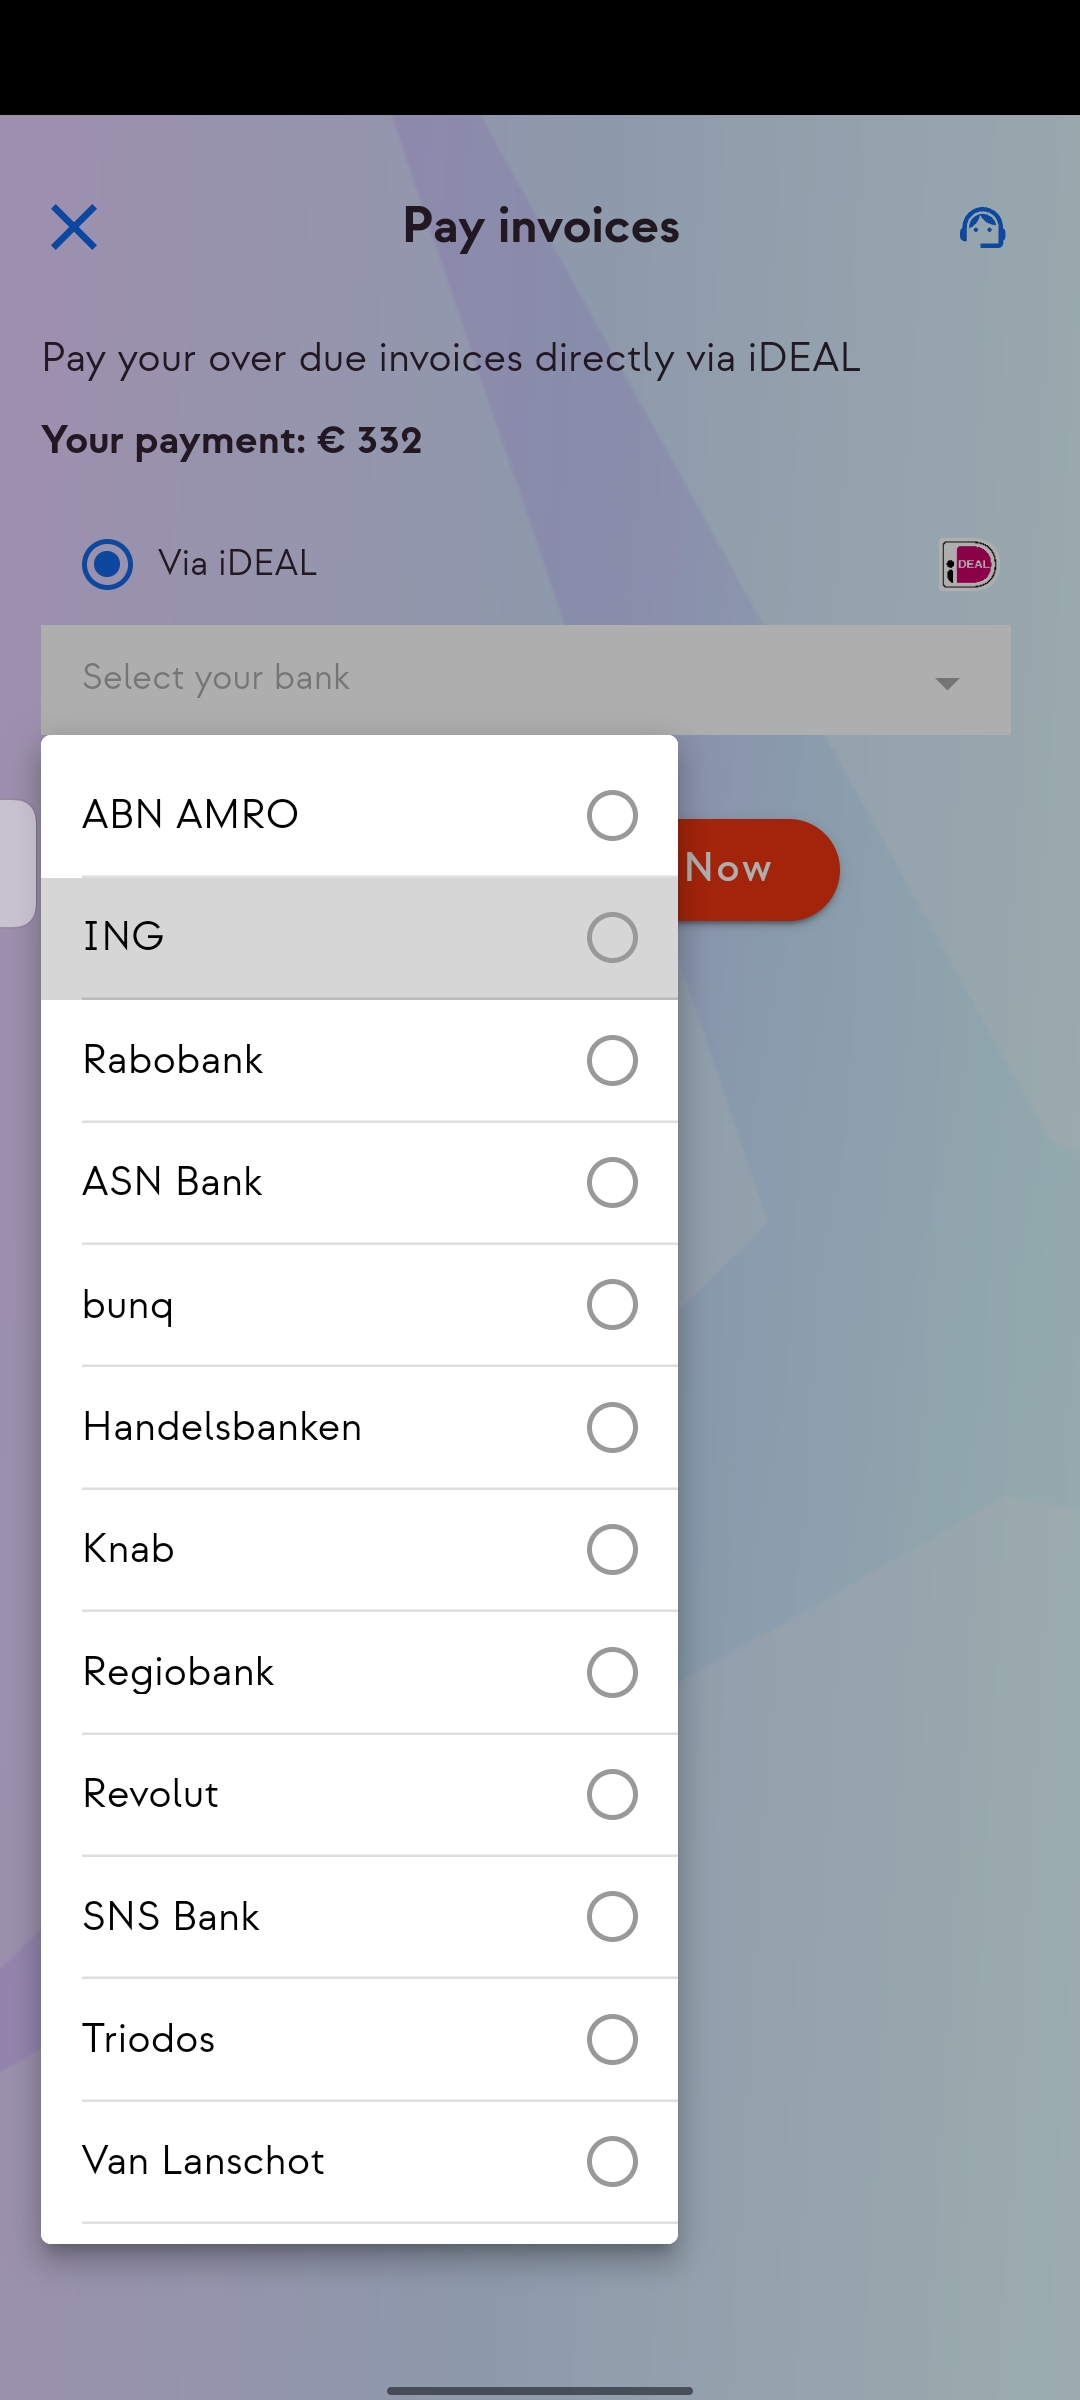 Pay invoices
Pay your over due invoices directly via iDEAL
Your payment: € 332
Via iDEAL
iDEAL
Select your bank
ABN AMRO
Now
ING
Rabobank
ASN Bank
bunq
Handelsbanken
Knab
Regiobank
Revolut
SNS Bank
Triodos
Van Lanschot